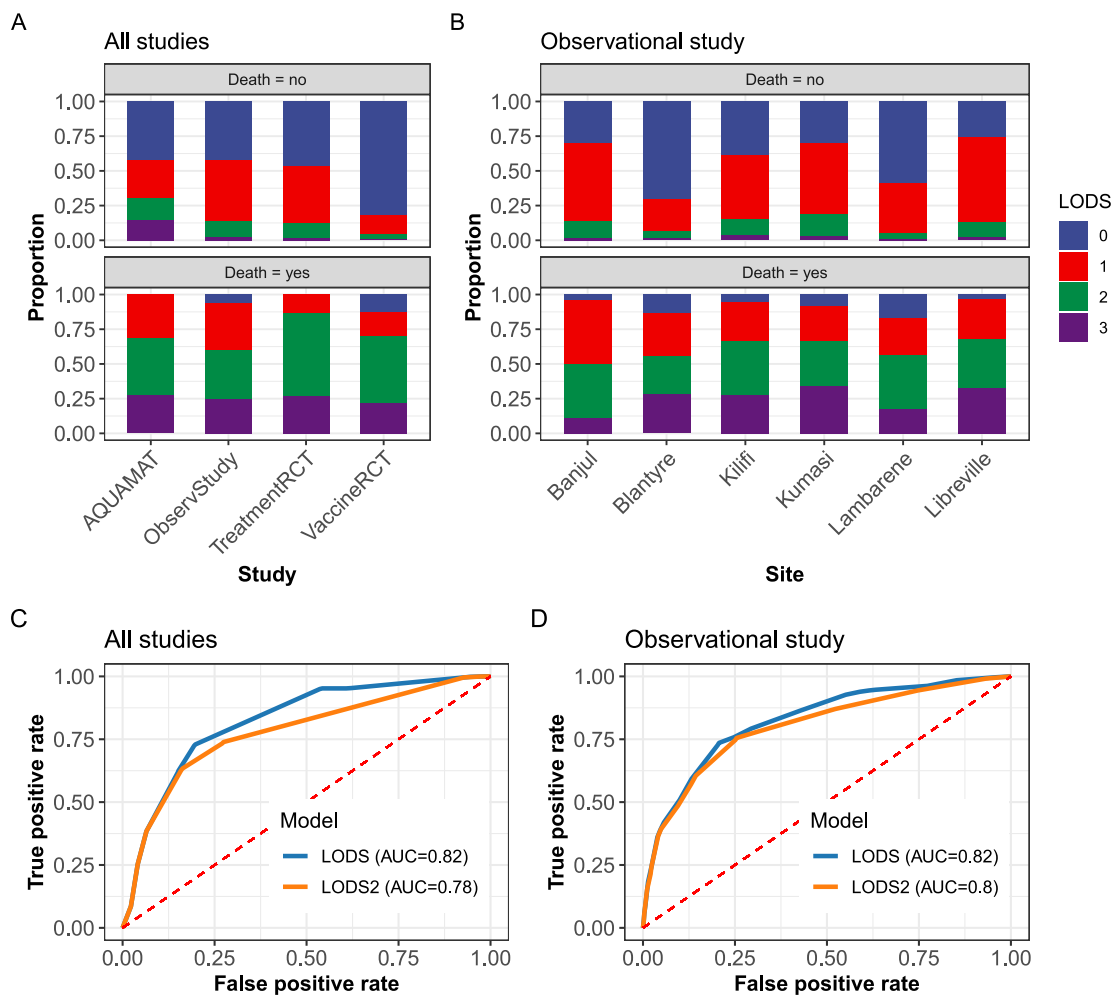 A
All studies
Death = no
1.00
0.75
0.50
0.25
0.00
Death = yes
1.00
0.75
0.50
0.25
0.00
Proportion
AQUAMAT
ObservStudy
TreatmentRCT
VaccineRCT
Study
B
Observational study
Death = no
1.00
0.75
0.50
0.25
0.00
Death = yes
1.00
0.75
0.50
0.25
0.00
Proportion
Banjul
Blantyre
Kilifi
Kumasi
Lambarene
Libreville
Site
LODS
0
1
2
3
C
All studies
1.00
0.75
0.50
0.25
0.00
True positive rate
Model
LODS (AUC=0.82)
LODS2 (AUC=0.78)
0.00 0.25 0.50 0.75 1.00
False positive rate
D
Observational study
1.00
0.75
0.50
0.25
0.00
True positive rate
Model
LODS (AUC=0.82)
LODS2 (AUC=0.8)
0.00 0.25 0.50 0.75 1.00
False positive rate